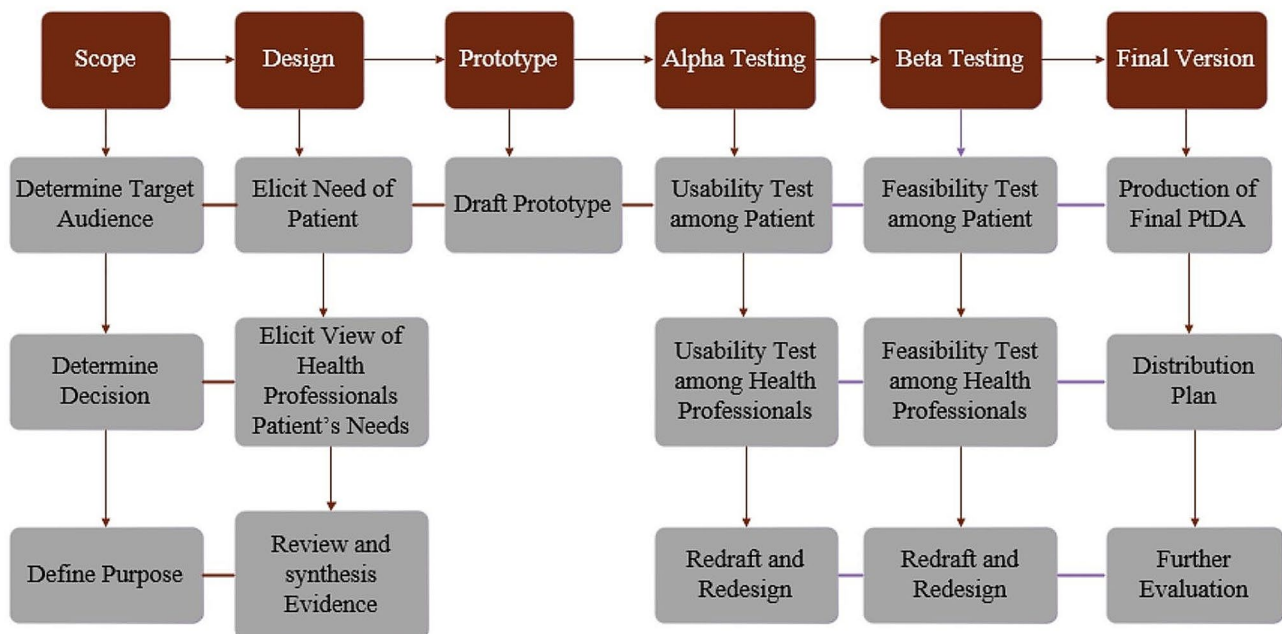 Scope
Design
Prototype
Alpha Testing
Beta Testing
Final Version
Determine Target
Audience
Elicit Need of
Patient
Draft Prototype
Usability Test
among Patient
Feasibility Test
among Patient
Production of
Final PtDA
Determine
Decision
Elicit View of
Health
Professionals
Patient’s Needs
Usability Test
among Health
Professionals
Feasibility Test
among Health
Professionals
Distribution
Plan
Define Purpose
Review and
synthesis
Evidence
Redraft and
Redesign
Redraft and
Redesign
Further
Evaluation